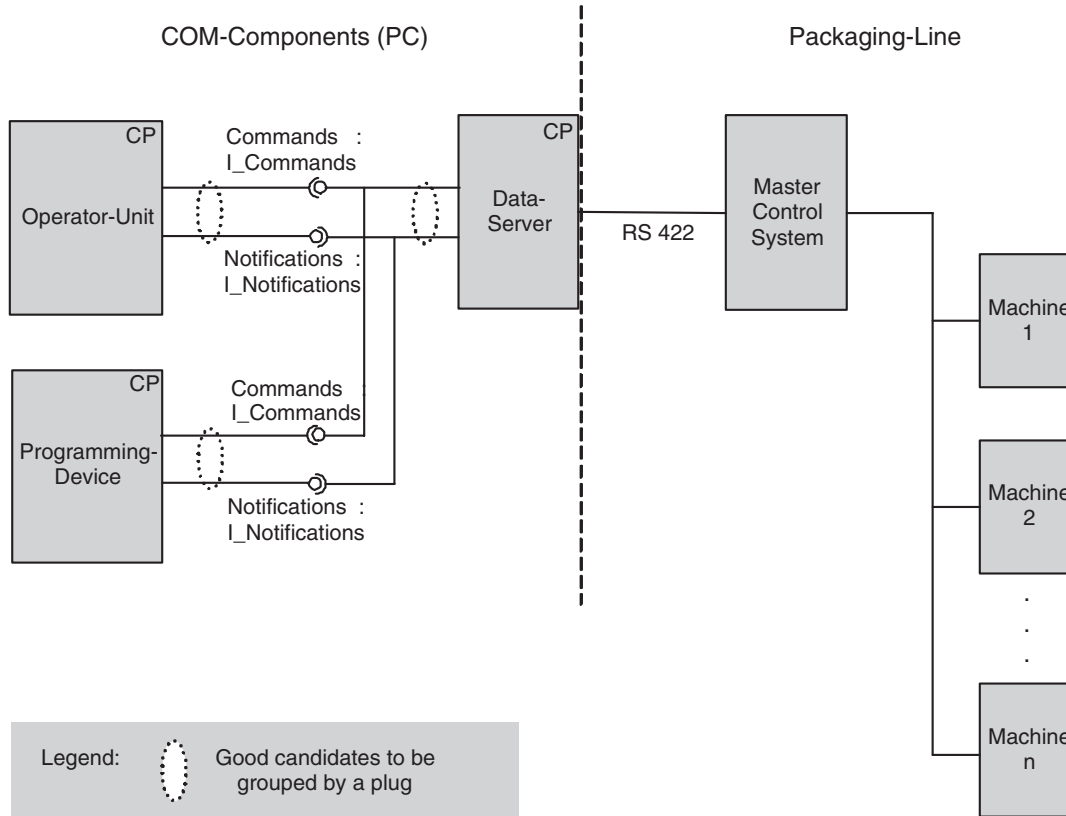 COM-Components (PC)
Packaging-Line
CP
Operator-Unit
Commands :
I_Commands
Notifications :
I_Notifications
CP
Data-
Server
RS 422
Master
Control
System
Machine
1
CP
Programming-
Device
Commands :
I_Commands
Notifications :
I_Notifications
Machine
2
.
.
.
Machine
n
Legend:
Good candidates to be
grouped by a plug